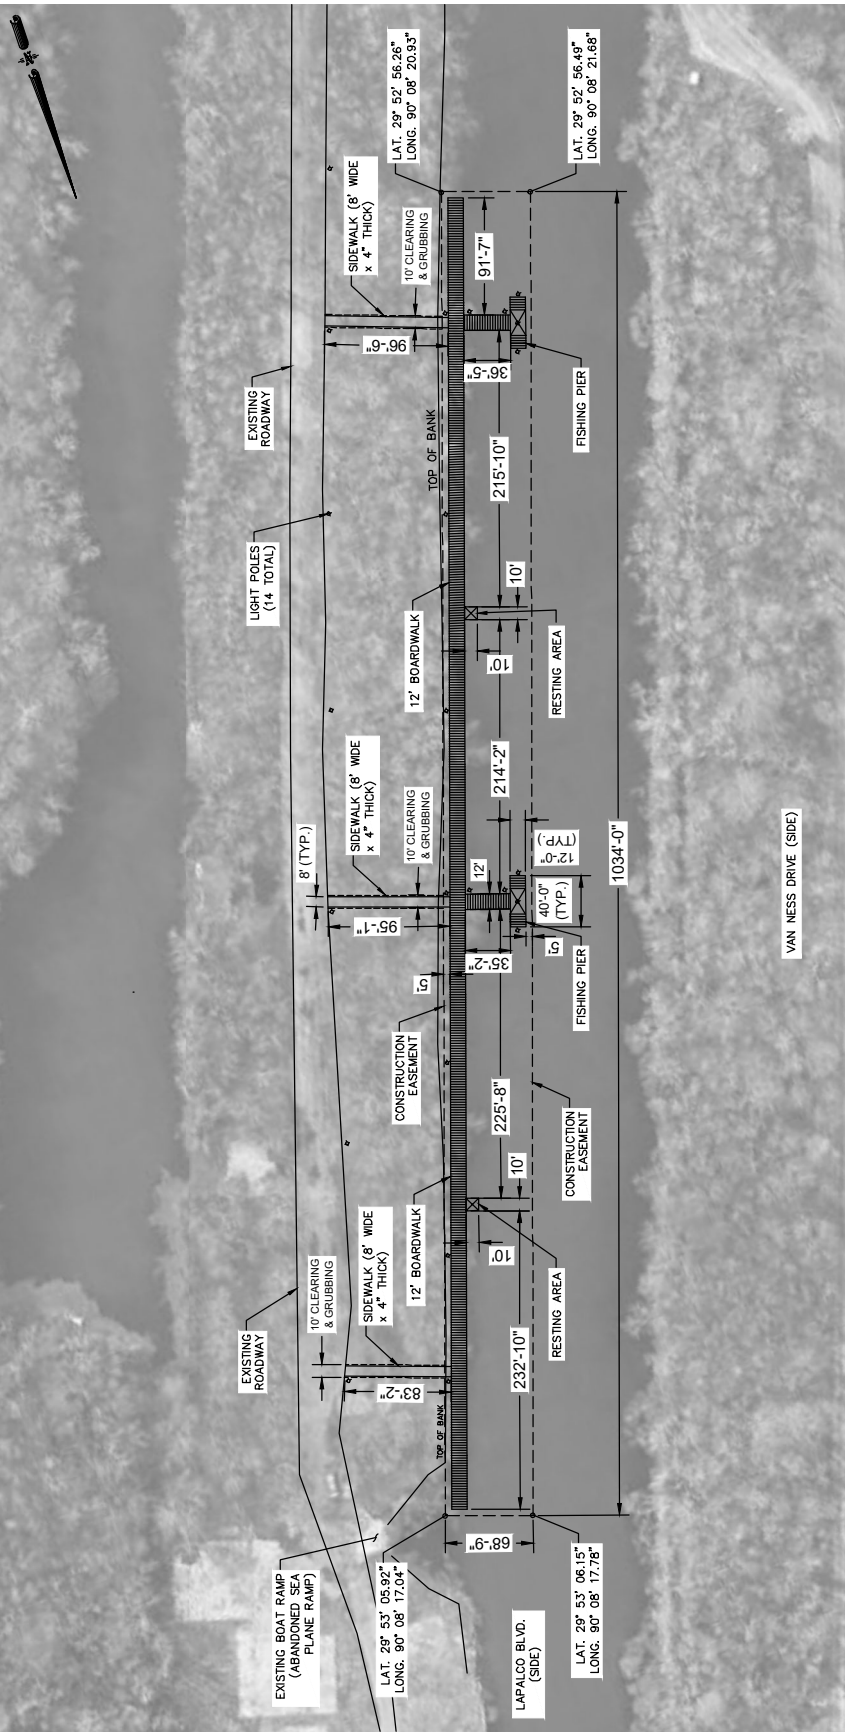 LAT. 29° 52' 56.26"
LONG. 90° 08' 20.93"
LAT. 29° 52' 56.49"
LONG. 90° 08' 21.68"
SIDEWALK (8' WIDE
x 4" THICK)
10' CLEARING
& GRUBBING
91'-7"
96'-6"
36'-5"
EXISTING
ROADWAY
FISHING PIER
TOP OF BANK
215'-10"
LIGHT POLES
(14 TOTAL)
10'
12' BOARDWALK
10'
RESTING AREA
SIDEWALK (8' WIDE
x 4" THICK)
214'-2"
10' CLEARING
& GRUBBING
8' (TYP.)
12'
12'-0"
(TYP.)
1034'-0"
40'-0"
(TYP.)
95'-1"
35'-2"
5'
5'
FISHING PIER
VAN NESS DRIVE (SIDE)
CONSTRUCTION
EASEMENT
225'-8"
CONSTRUCTION
EASEMENT
10'
12' BOARDWALK
SIDEWALK (8' WIDE
x 4" THICK)
10' CLEARING
& GRUBBING
10'
RESTING AREA
EXISTING
ROADWAY
232'-10"
83'-2"
TOP OF BANK
68'-9"
EXISTING BOAT RAMP
(ABANDONED SEA
PLANE RAMP)
LAT. 29° 53' 05.92"
LONG. 90° 08' 17.04"
LAPALCO BLVD.
(SIDE)
LAT. 29° 53' 06.15"
LONG. 90° 08' 17.78"